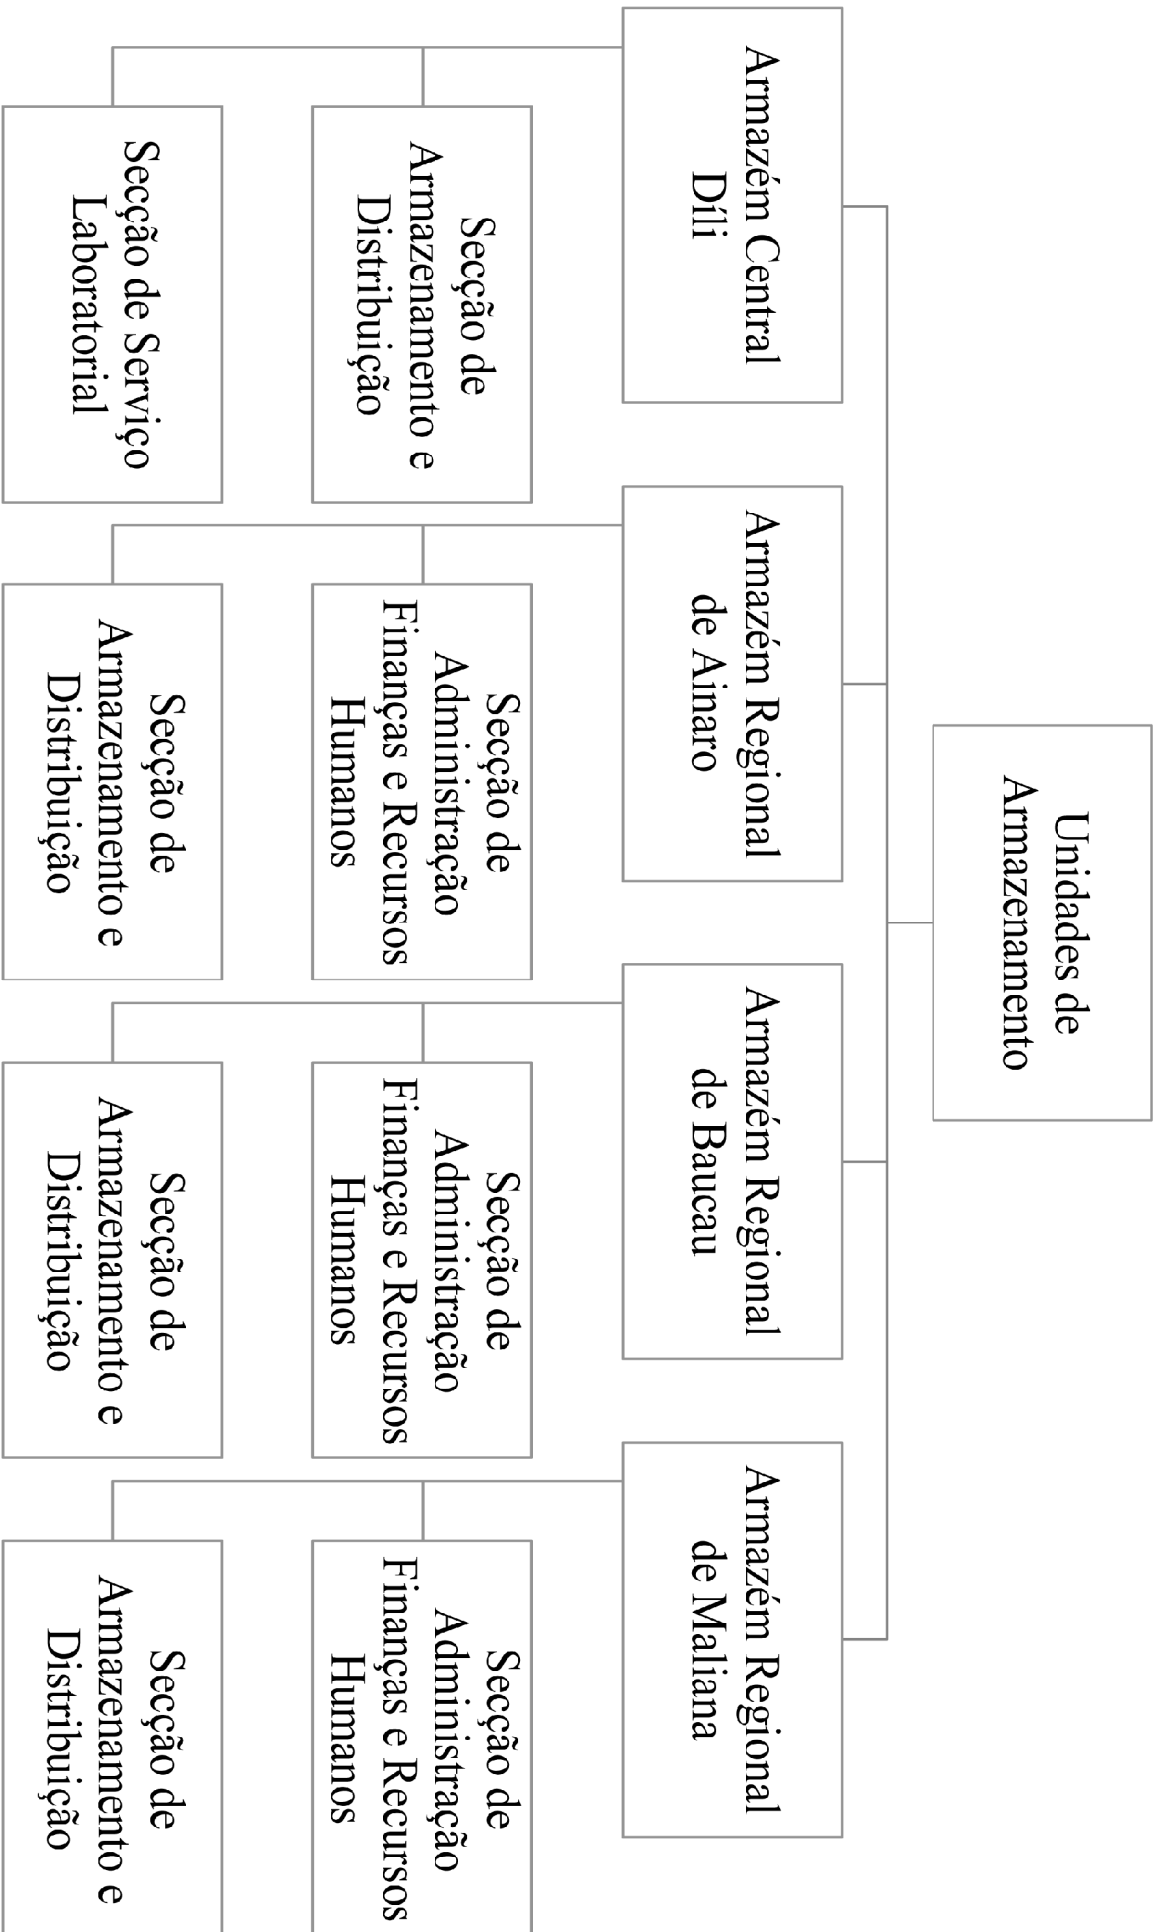 Unidades de
Armazenamento
Armazém Central
Díli
Secção de
Armazenamento e
Distribuição
Secção de Serviço
Laboratorial
Armazém Regional
de Ainaro
Secção de
Administração
Finanças e Recursos
Humanos
Secção de
Armazenamento e
Distribuição
Armazém Regional
de Baucau
Secção de
Administração
Finanças e Recursos
Humanos
Secção de
Armazenamento e
Distribuição
Armazém Regional
de Maliana
Secção de
Administração
Finanças e Recursos
Humanos
Secção de
Armazenamento e
Distribuição